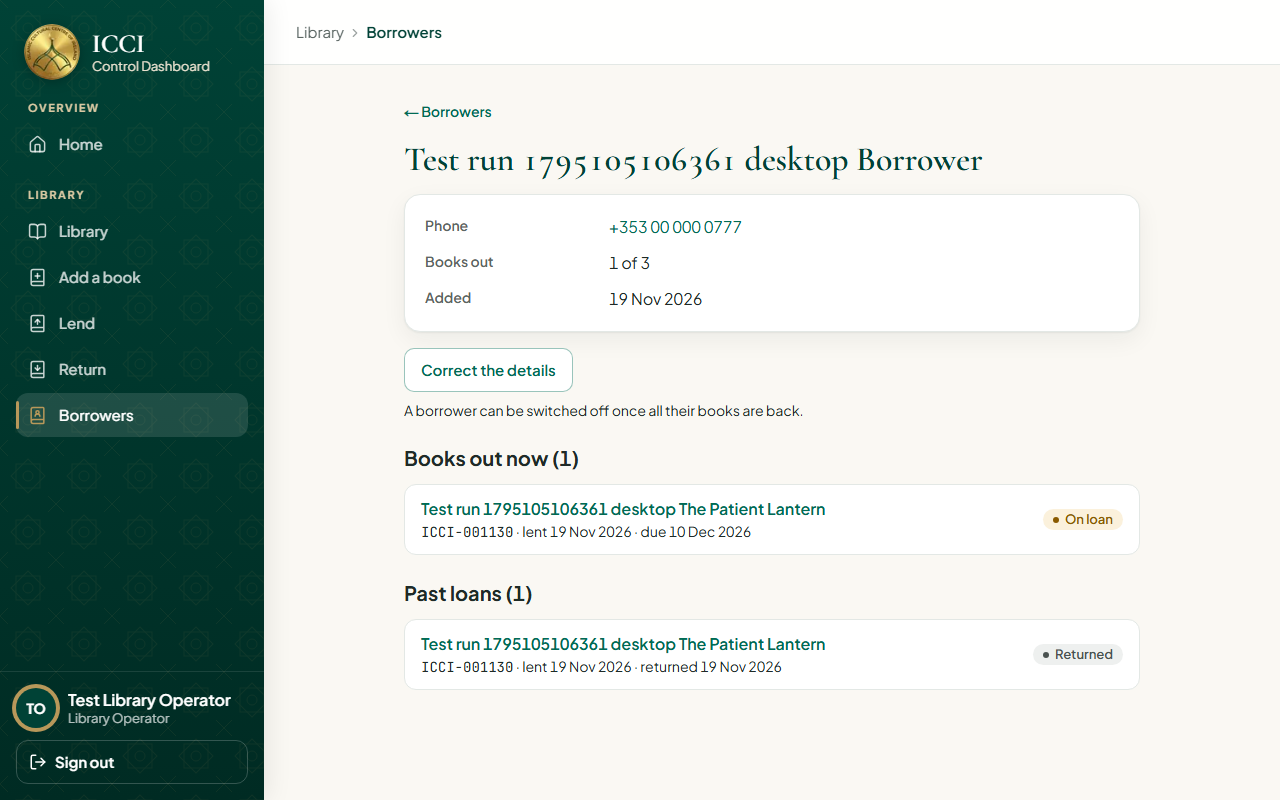 ICCI
Control Dashboard
OVERVIEW
Home
LIBRARY
Library
Add a book
Lend
Return
Borrowers
TO
Test Library Operator
Library Operator
Sign out
Library › Borrowers
← Borrowers
Test run 1795105106361 desktop Borrower
Phone +353 00 000 0777
Books out 1 of 3
Added 19 Nov 2026
Correct the details
A borrower can be switched off once all their books are back.
Books out now (1)
Test run 1795105106361 desktop The Patient Lantern
ICCI-001130 · lent 19 Nov 2026 · due 10 Dec 2026
On loan
Past loans (1)
Test run 1795105106361 desktop The Patient Lantern
ICCI-001130 · lent 19 Nov 2026 · returned 19 Nov 2026
Returned